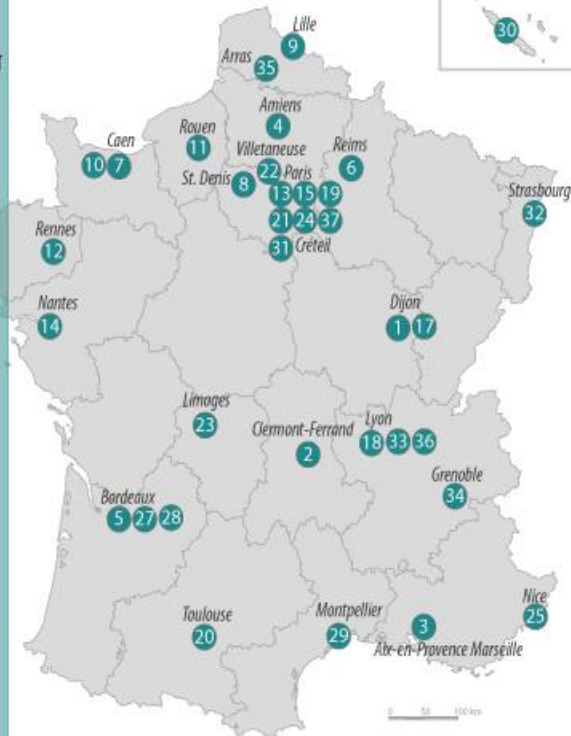 30
Lille
9
Arras
35
Amiens
4
Rouen
11
Caen
10 7
Villetaneuse
22
Reims
6
St. Denis
8
Paris
13 15 19
21 24 37
31 Créteil
Strasbourg
32
Rennes
12
Nantes
14
Dijon
1 17
Limoges
23
Clermont-Ferrand
2
Lyon
18 33 36
Grenoble
34
Bordeaux
5 27 28
Toulouse
20
Montpellier
29
3
Aix-en-Provence Marseille
Nice
25
0 50 100 km